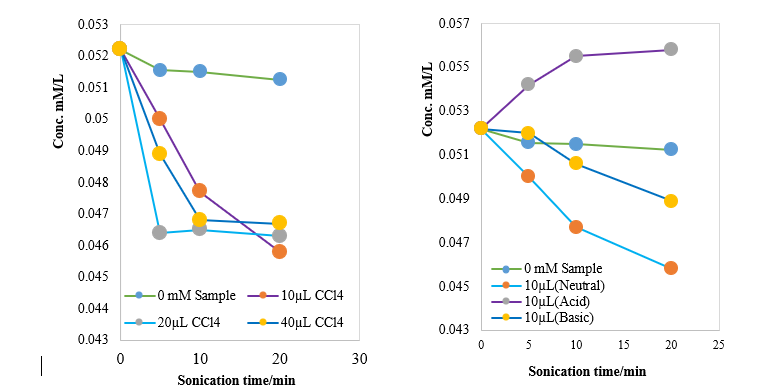 0.053
0.052
0.051
0.05
0.049
0.048
0.047
0.046
0.045
0.044
0.043
Conc. mM/L
0 mM Sample
10µL CCl4
20µL CCl4
40µL CCl4
0 10 20 30
Sonication time/min
0.057
0.055
0.053
0.051
0.049
0.047
0.045
0.043
Conc. mM/L
0 mM Sample
10µL(Neutral)
10µL(Acid)
10µL(Basic)
0 5 10 15 20 25
Sonication time/min